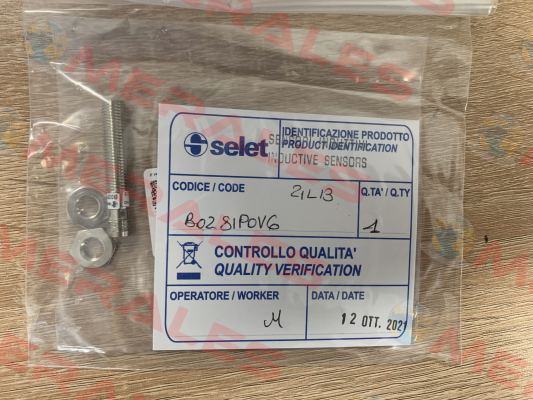 selet
IDENTIFICAZIONE PRODOTTO
PRODUCT IDENTIFICATION
INDUCTIVE SENSORS
CODICE / CODE
21L13
Q.TA' / Q.TY
B0281P0V6
1
CONTROLLO QUALITA'
QUALITY VERIFICATION
OPERATORE / WORKER
DATA / DATE
M
12 OTT. 2021
MERALES